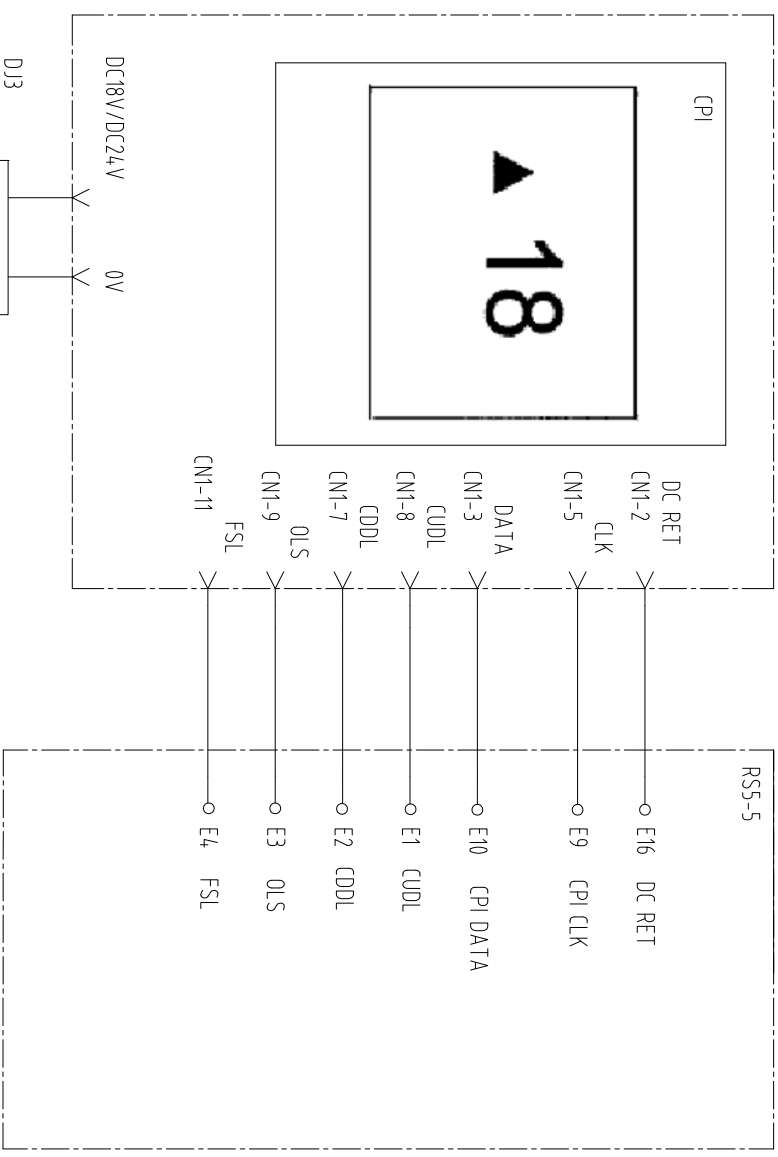 CPI
▲ 18
DC18V/DC24V
0V
DJ3
DC RET
CN1-2
CLK
CN1-5
DATA
CN1-3
CUDL
CN1-8
CDDL
CN1-7
OLS
CN1-9
FSL
CN1-11
RS5-5
E16 DC RET
E9 CPI CLK
E10 CPI DATA
E1 CUDL
E2 CDDL
E3 OLS
E4 FSL